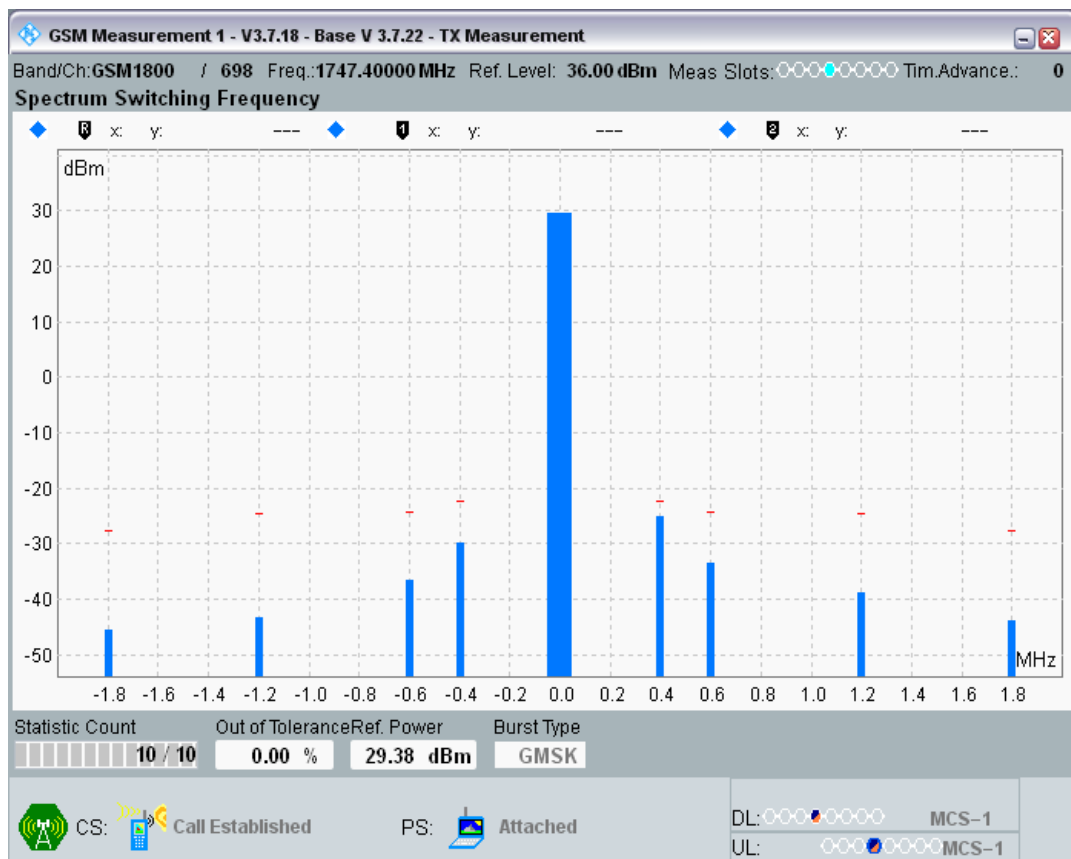 GSM Measurement 1 - V3.7.18 - Base V 3.7.22 - TX Measurement
Band/Ch:GSM1800 / 698 Freq.:1747.40000 MHz Ref. Level: 36.00 dBm Meas Slots: Tim.Advance.: 0
Spectrum Switching Frequency
R x: y: --- 1 x: y: --- 2 x: y: ---
dBm
30
20
10
0
-10
-20
-30
-40
-50
MHz
-1.8 -1.6 -1.4 -1.2 -1.0 -0.8 -0.6 -0.4 -0.2 0.0 0.2 0.4 0.6 0.8 1.0 1.2 1.4 1.6 1.8
Statistic Count Out of Tolerance Ref. Power Burst Type
10 / 10 0.00 % 29.38 dBm GMSK
CS: Call Established PS: Attached
DL: MCS-1
UL: MCS-1